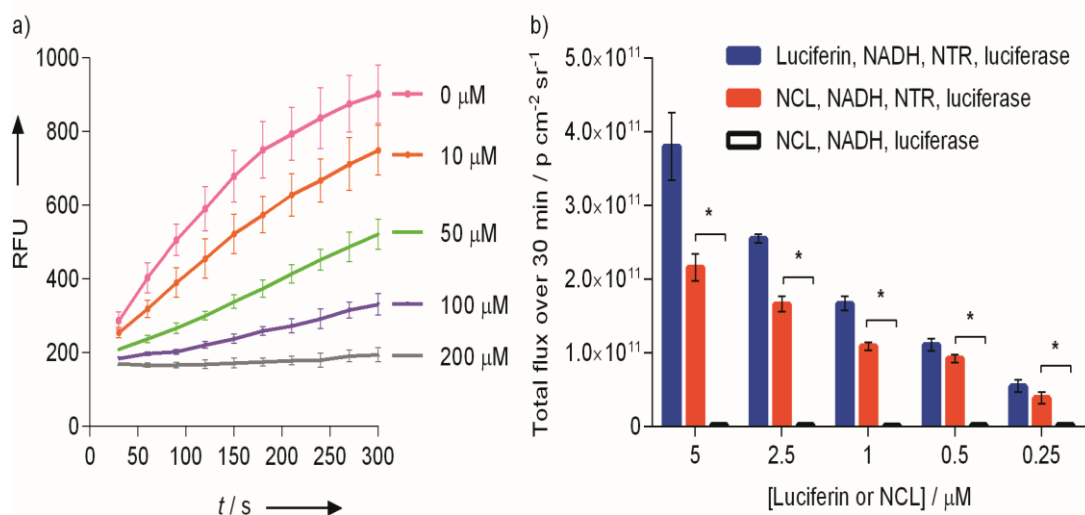 a)
1000
800
600
400
200
0
RFU
0 μM
10 μM
50 μM
100 μM
200 μM
0 50 100 150 200 250 300
t / s
b)
Luciferin, NADH, NTR, luciferase
NCL, NADH, NTR, luciferase
NCL, NADH, luciferase
5.0×10¹¹
4.0×10¹¹
3.0×10¹¹
2.0×10¹¹
1.0×10¹¹
0
Total flux over 30 min / p cm⁻² sr⁻¹
* * * * *
5 2.5 1 0.5 0.25
[Luciferin or NCL] / μM